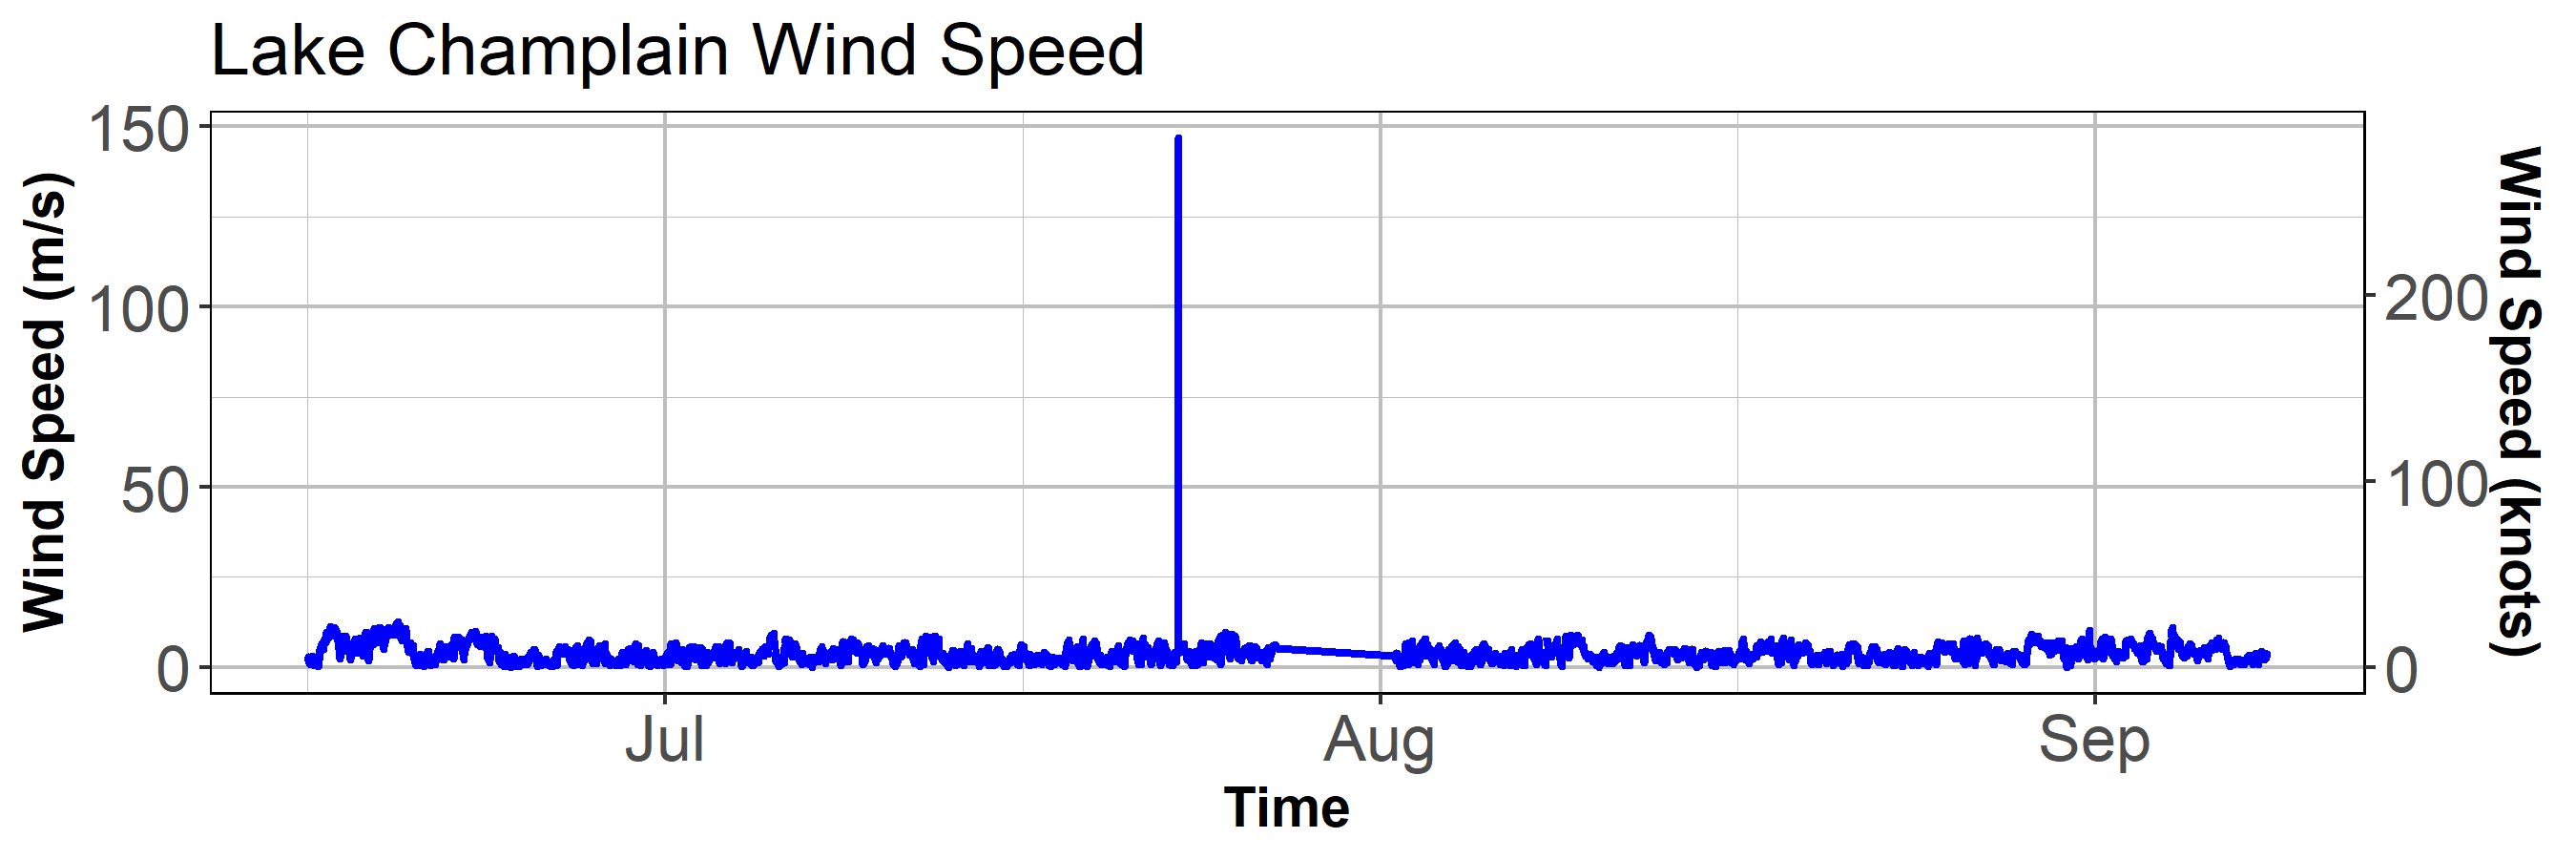 Lake Champlain Wind Speed
Wind Speed (m/s)
150
100
50
0
Wind Speed (knots)
200
100
0
Jul
Aug
Sep
Time